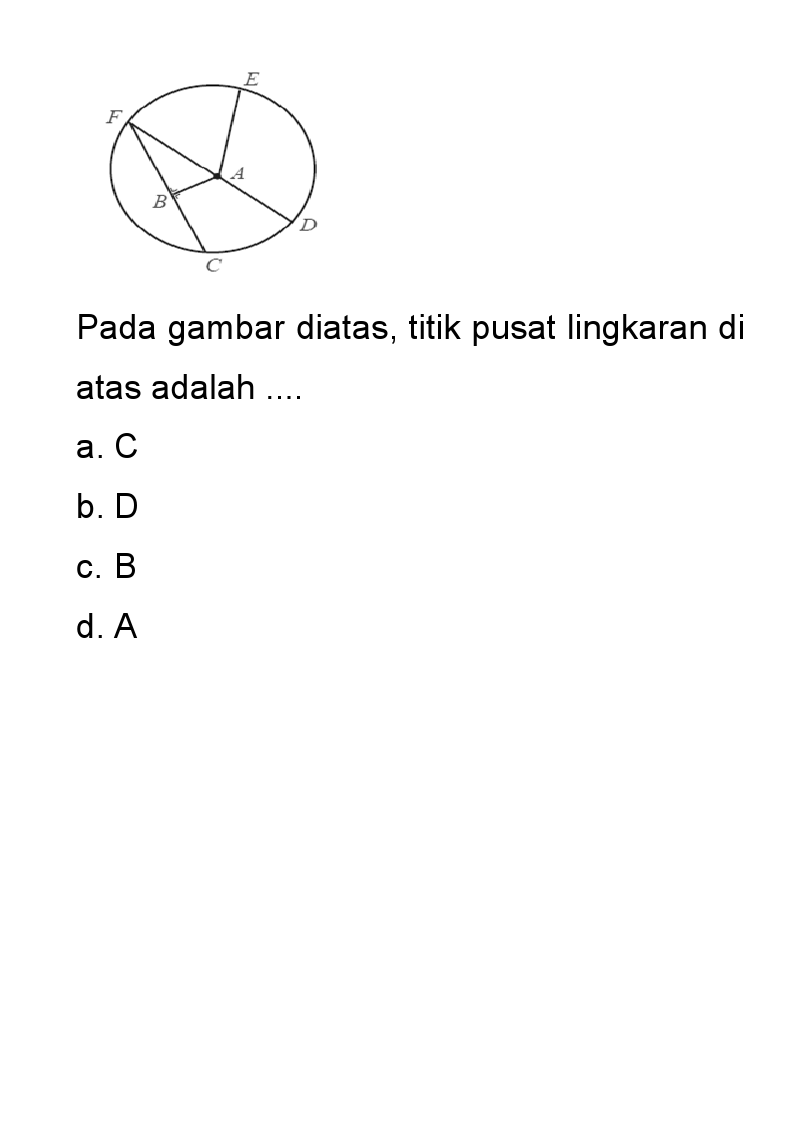 E
F
A
B
D
C
Pada gambar diatas, titik pusat lingkaran di
atas adalah ....
a. C
b. D
c. B
d. A